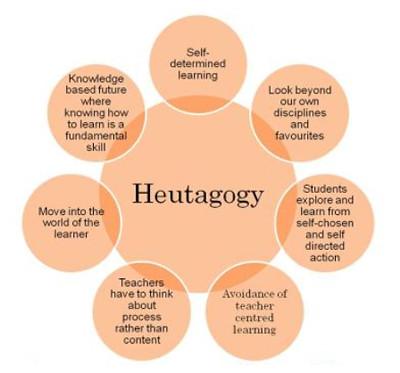 Self-
determined
learning
Look beyond
our own
disciplines
and
favourites
Students
explore and
learn from
self-chosen
and self
directed
action
Avoidance of
teacher
centred
learning
Teachers
have to think
about
process
rather than
content
Move into the
world of the
learner
Knowledge
based future
where
knowing how
to learn is a
fundamental
skill
Heutagogy